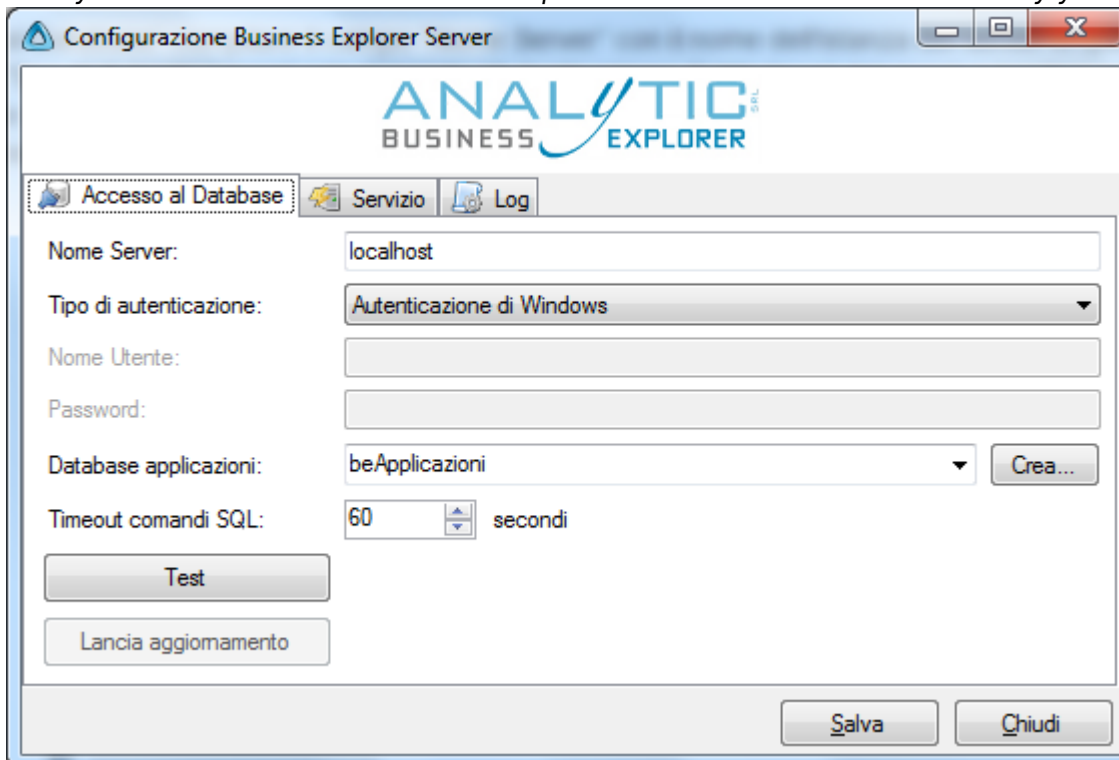 Configurazione Business Explorer Server
ANALYTIC SRL
BUSINESS EXPLORER
Accesso al Database Servizio Log
Nome Server: localhost
Tipo di autenticazione: Autenticazione di Windows
Nome Utente:
Password:
Database applicazioni: beApplicazioni Crea...
Timeout comandi SQL: 60 secondi
Test
Lancia aggiornamento
Salva Chiudi